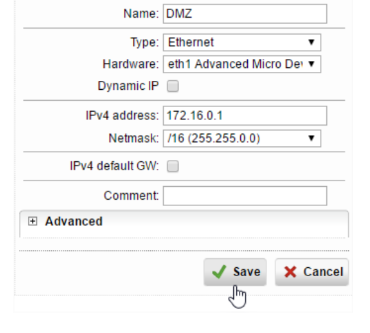 Name: DMZ
Type: Ethernet
Hardware: eth1 Advanced Micro Dev
Dynamic IP
IPv4 address: 172.16.0.1
Netmask: /16 (255.255.0.0)
IPv4 default GW:
Comment:
Advanced
Save Cancel